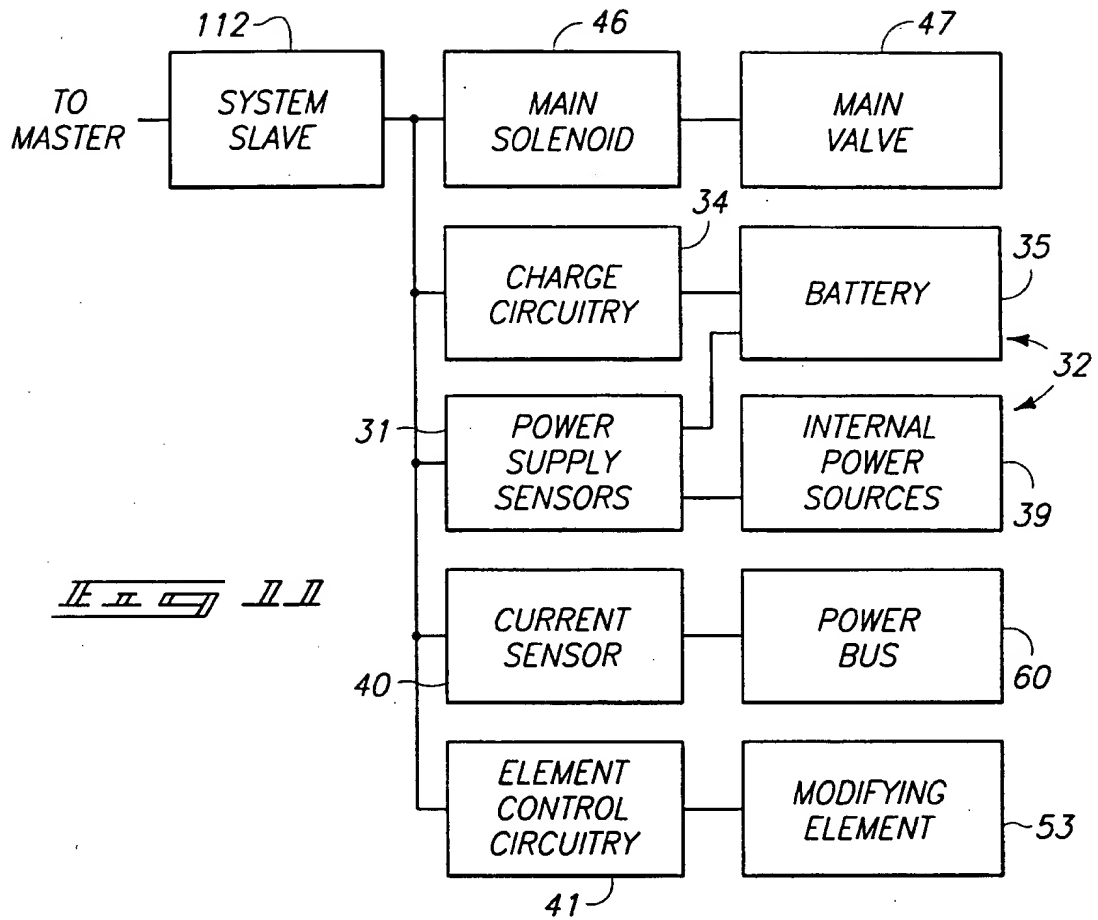 112
46
47
TO
MASTER
SYSTEM
SLAVE
MAIN
SOLENOID
MAIN
VALVE
34
CHARGE
CIRCUITRY
BATTERY
35
32
31
POWER
SUPPLY
SENSORS
INTERNAL
POWER
SOURCES
39
CURRENT
SENSOR
40
POWER
BUS
60
ELEMENT
CONTROL
CIRCUITRY
41
MODIFYING
ELEMENT
53